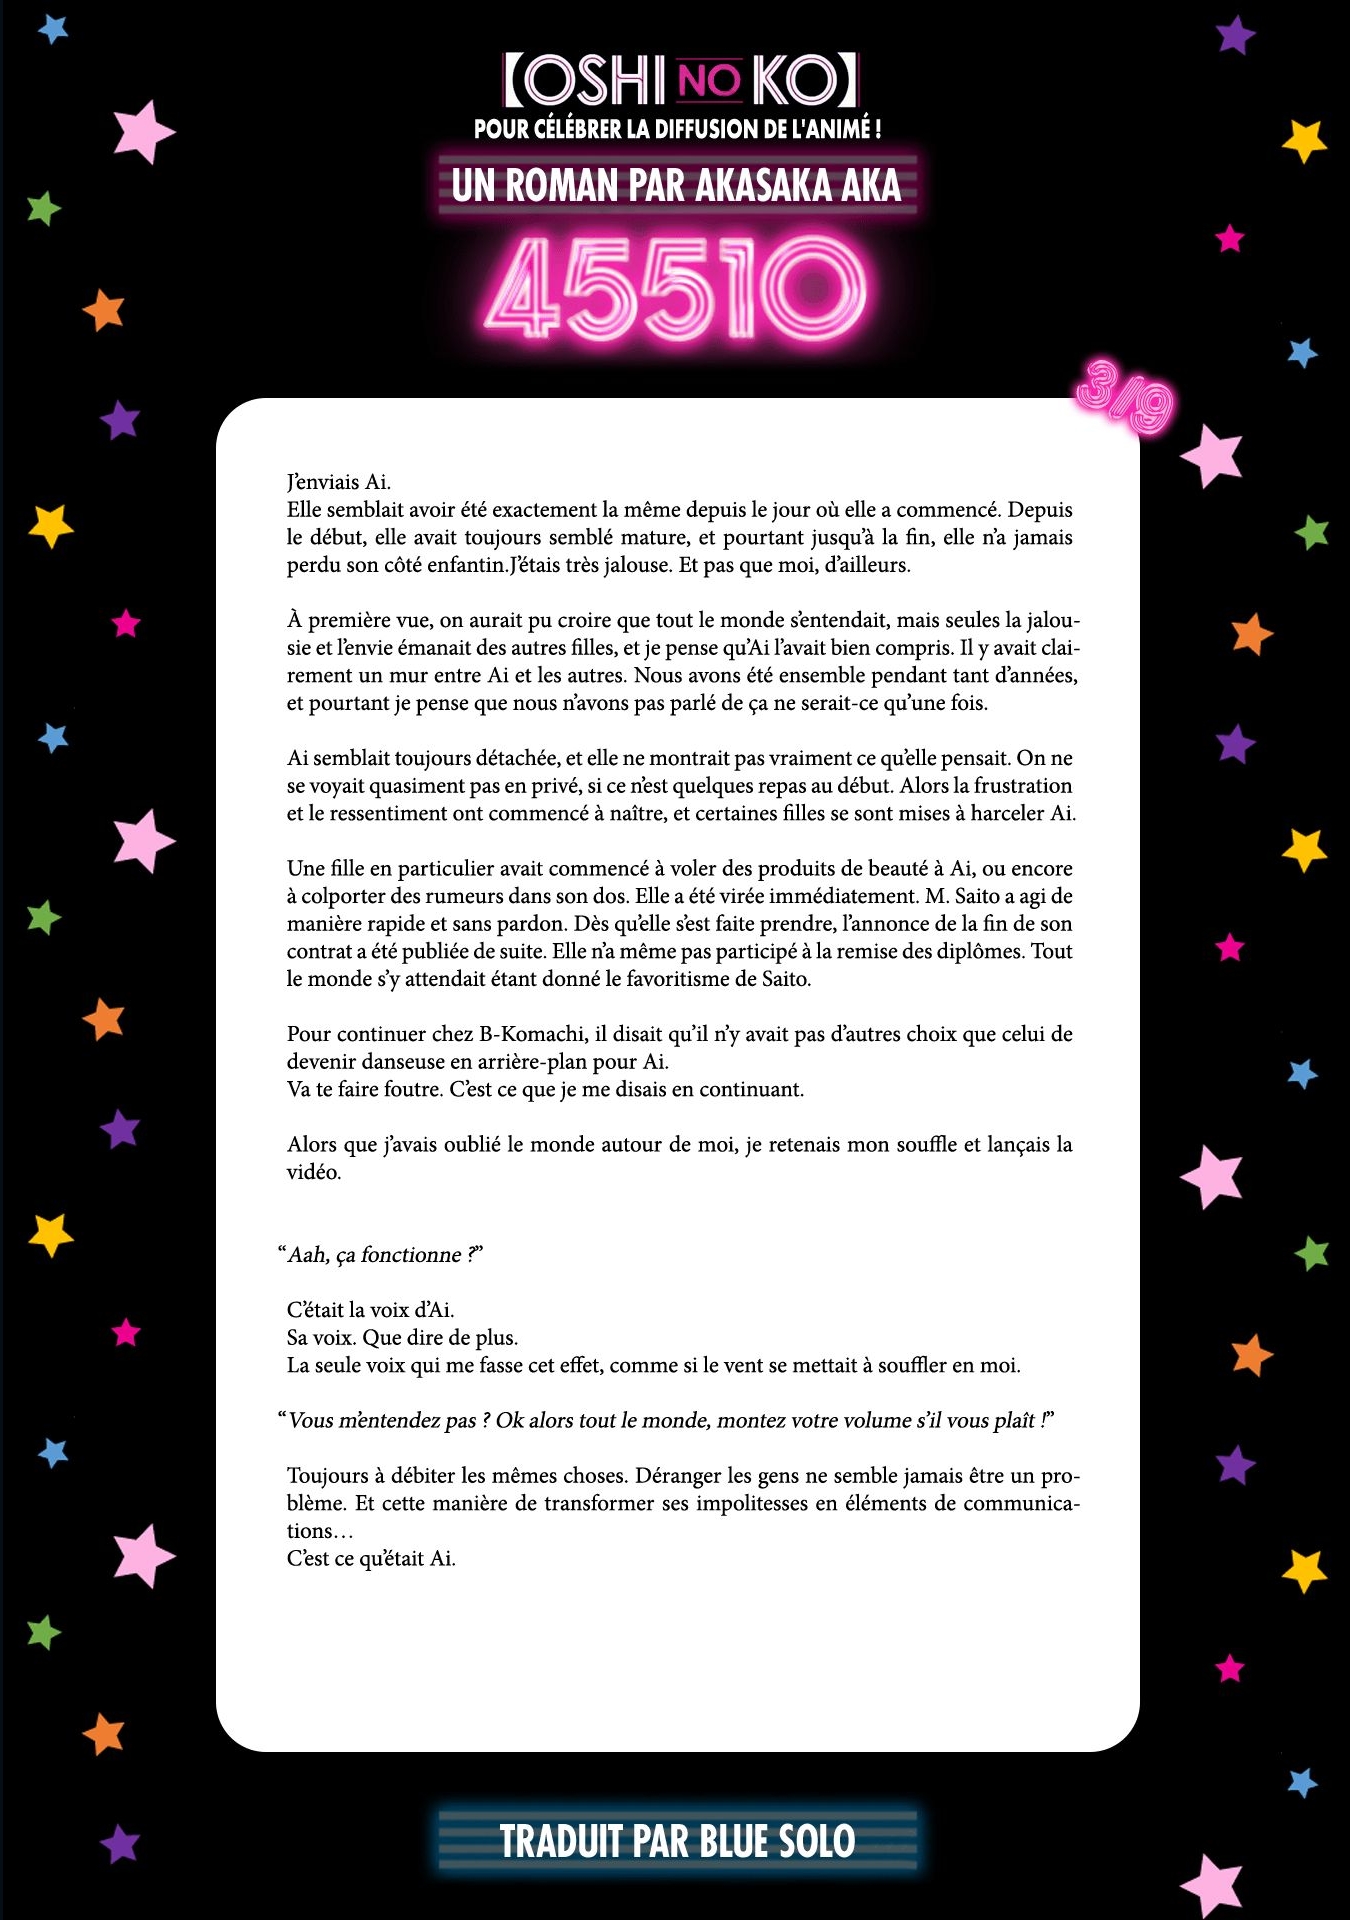 【OSHI NO KO】
POUR CÉLÉBRER LA DIFFUSION DE L'ANIMÉ !
UN ROMAN PAR AKASAKA AKA
45510
3/9
J'enviais Ai.
Elle semblait avoir été exactement la même depuis le jour où elle a commencé. Depuis
le début, elle avait toujours semblé mature, et pourtant jusqu'à la fin, elle n'a jamais
perdu son côté enfantin.J'étais très jalouse. Et pas que moi, d'ailleurs.
À première vue, on aurait pu croire que tout le monde s'entendait, mais seules la jalou-
sie et l'envie émanait des autres filles, et je pense qu'Ai l'avait bien compris. Il y avait clai-
rement un mur entre Ai et les autres. Nous avons été ensemble pendant tant d'années,
et pourtant je pense que nous n'avons pas parlé de ça ne serait-ce qu'une fois.
Ai semblait toujours détachée, et elle ne montrait pas vraiment ce qu'elle pensait. On ne
se voyait quasiment pas en privé, si ce n'est quelques repas au début. Alors la frustration
et le ressentiment ont commencé à naître, et certaines filles se sont mises à harceler Ai.
Une fille en particulier avait commencé à voler des produits de beauté à Ai, ou encore
à colporter des rumeurs dans son dos. Elle a été virée immédiatement. M. Saito a agi de
manière rapide et sans pardon. Dès qu'elle s'est faite prendre, l'annonce de la fin de son
contrat a été publiée de suite. Elle n'a même pas participé à la remise des diplômes. Tout
le monde s'y attendait étant donné le favoritisme de Saito.
Pour continuer chez B-Komachi, il disait qu'il n'y avait pas d'autres choix que celui de
devenir danseuse en arrière-plan pour Ai.
Va te faire foutre. C'est ce que je me disais en continuant.
Alors que j'avais oublié le monde autour de moi, je retenais mon souffle et lançais la
vidéo.
“Aah, ça fonctionne ?”
C'était la voix d'Ai.
Sa voix. Que dire de plus.
La seule voix qui me fasse cet effet, comme si le vent se mettait à souffler en moi.
“Vous m'entendez pas ? Ok alors tout le monde, montez votre volume s'il vous plaît !”
Toujours à débiter les mêmes choses. Déranger les gens ne semble jamais être un pro-
blème. Et cette manière de transformer ses impolitesses en éléments de communica-
tions…
C'est ce qu'était Ai.
TRADUIT PAR BLUE SOLO